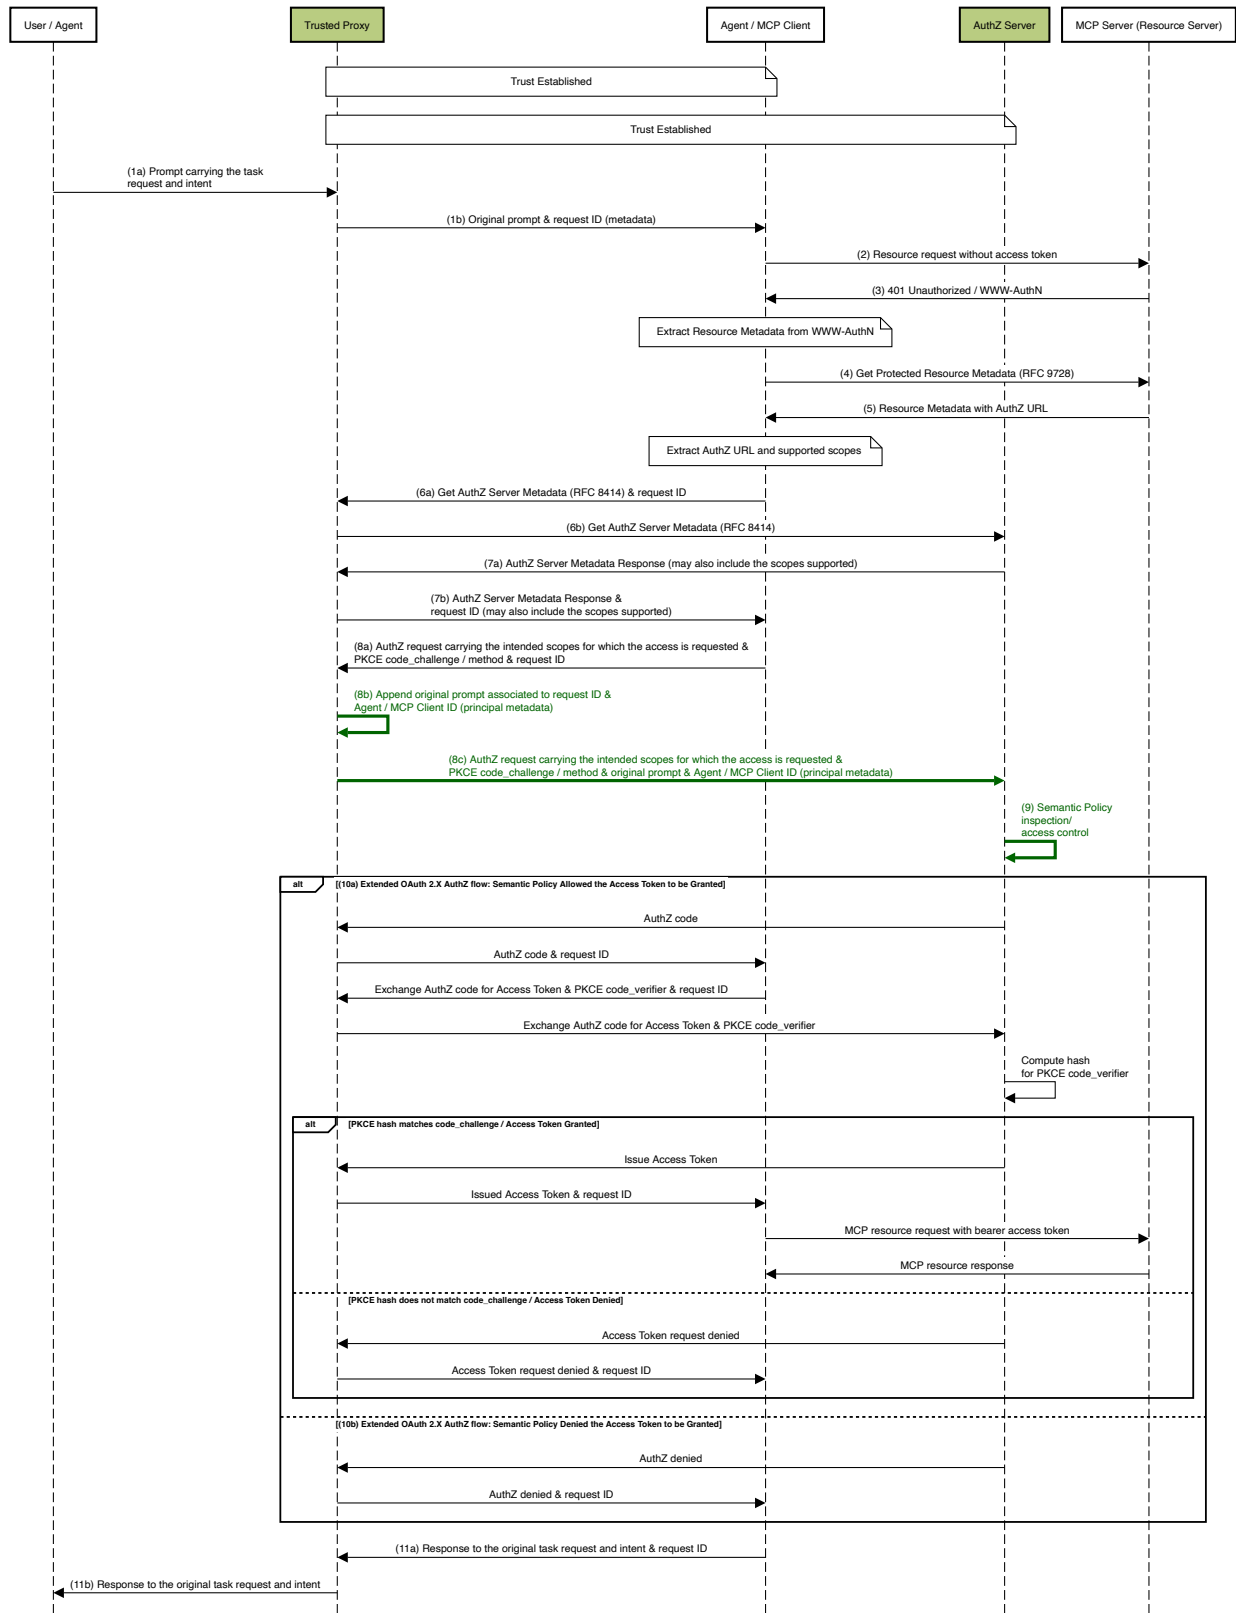 User / Agent
Trusted Proxy
Agent / MCP Client
AuthZ Server
MCP Server (Resource Server)
Trust Established
Trust Established
(1a) Prompt carrying the task
request and intent
(1b) Original prompt & request ID (metadata)
(2) Resource request without access token
(3) 401 Unauthorized / WWW-AuthN
Extract Resource Metadata from WWW-AuthN
(4) Get Protected Resource Metadata (RFC 9728)
(5) Resource Metadata with AuthZ URL
Extract AuthZ URL and supported scopes
(6a) Get AuthZ Server Metadata (RFC 8414) & request ID
(6b) Get AuthZ Server Metadata (RFC 8414)
(7a) AuthZ Server Metadata Response (may also include the scopes supported)
(7b) AuthZ Server Metadata Response &
request ID (may also include the scopes supported)
(8a) AuthZ request carrying the intended scopes for which the access is requested &
PKCE code_challenge / method & request ID
(8b) Append original prompt associated to request ID &
Agent / MCP Client ID (principal metadata)
(8c) AuthZ request carrying the intended scopes for which the access is requested &
PKCE code_challenge / method & original prompt & Agent / MCP Client ID (principal metadata)
(9) Semantic Policy
inspection/
access control
alt
[(10a) Extended OAuth 2.X AuthZ flow: Semantic Policy Allowed the Access Token to be Granted]
AuthZ code
AuthZ code & request ID
Exchange AuthZ code for Access Token & PKCE code_verifier & request ID
Exchange AuthZ code for Access Token & PKCE code_verifier
Compute hash
for PKCE code_verifier
alt
[PKCE hash matches code_challenge / Access Token Granted]
Issue Access Token
Issued Access Token & request ID
MCP resource request with bearer access token
MCP resource response
[PKCE hash does not match code_challenge / Access Token Denied]
Access Token request denied
Access Token request denied & request ID
[(10b) Extended OAuth 2.X AuthZ flow: Semantic Policy Denied the Access Token to be Granted]
AuthZ denied
AuthZ denied & request ID
(11a) Response to the original task request and intent & request ID
(11b) Response to the original task request and intent